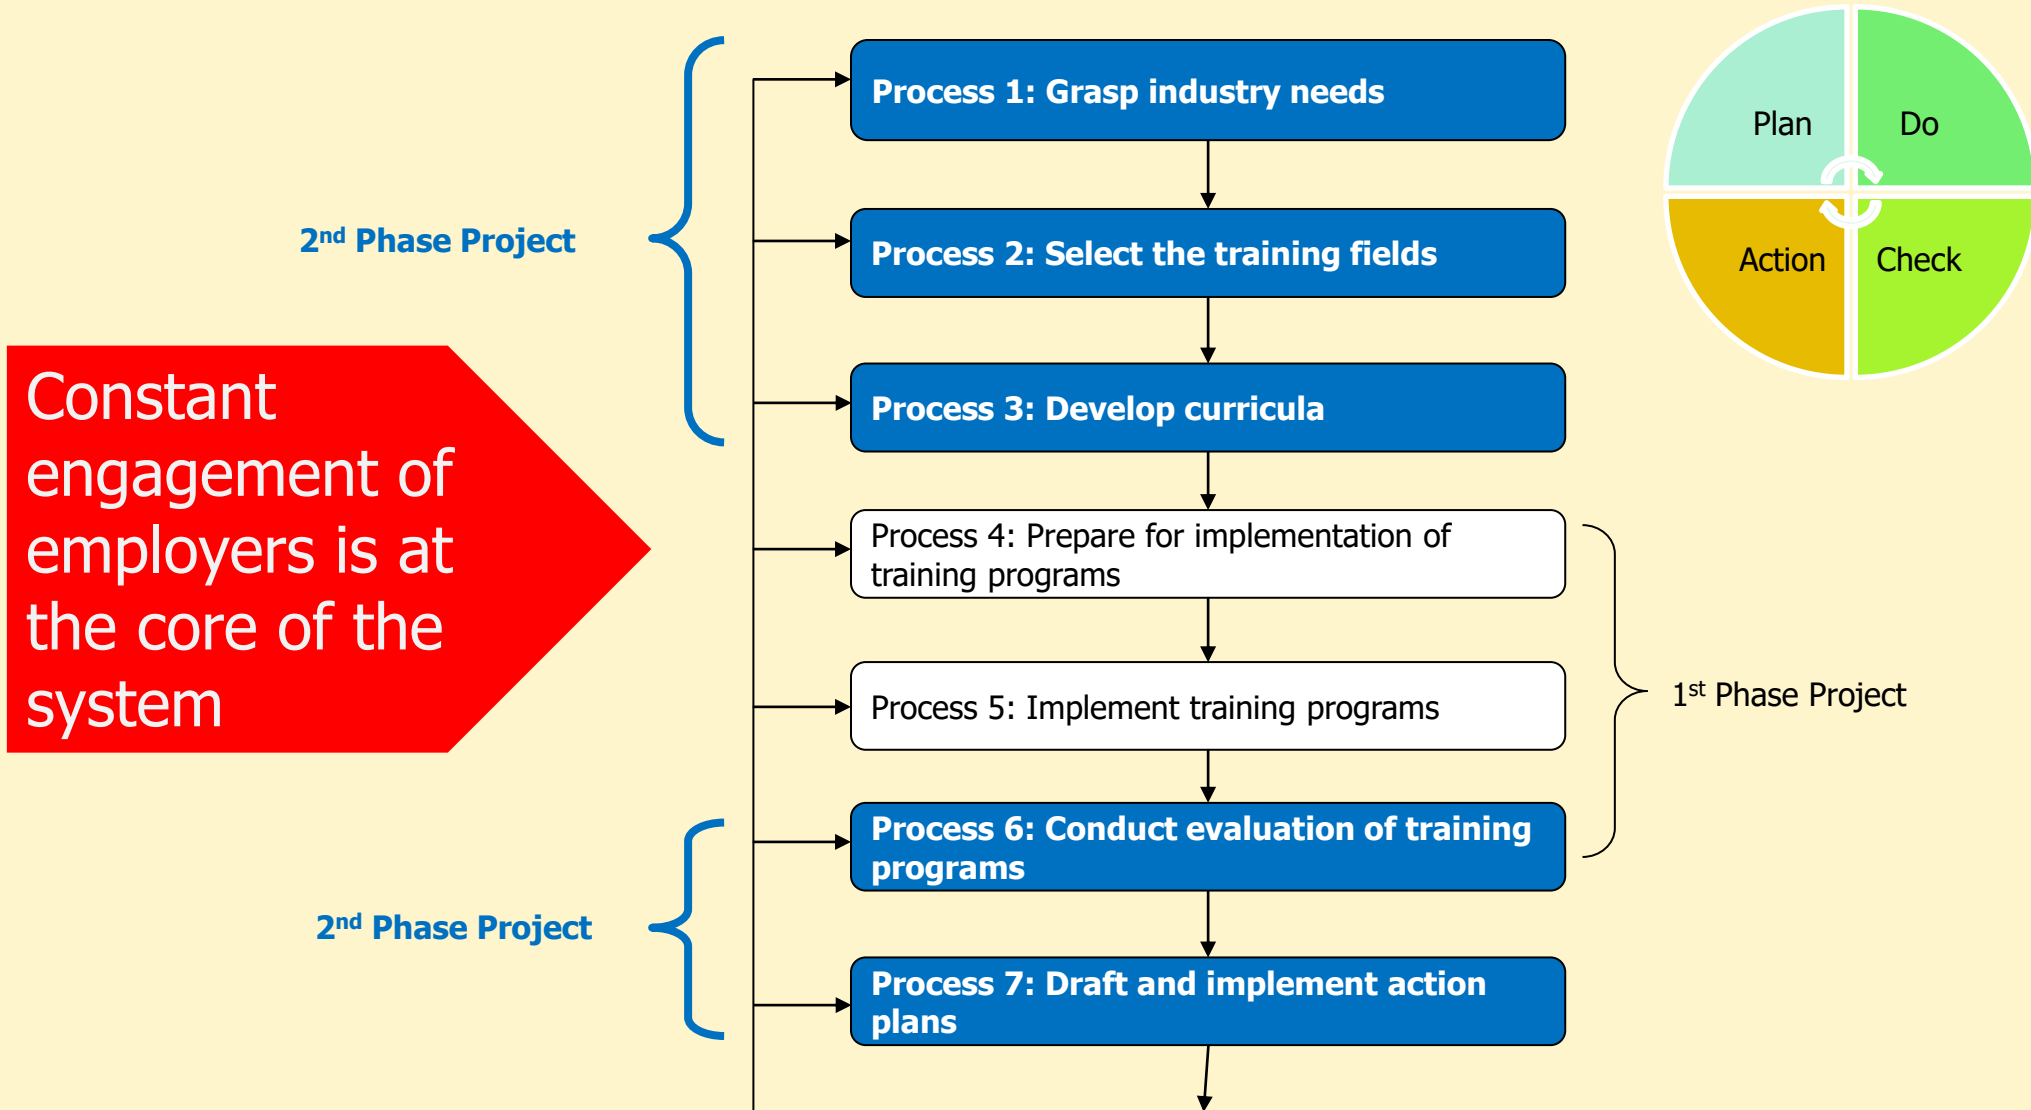 Process 1: Grasp industry needs
Plan
Do
2nd Phase Project
Process 2: Select the training fields
Action
Check
Constant
engagement of
employers is at
the core of the
system
Process 3: Develop curricula
Process 4: Prepare for implementation of
training programs
Process 5: Implement training programs
1st Phase Project
Process 6: Conduct evaluation of training
programs
2nd Phase Project
Process 7: Draft and implement action
plans